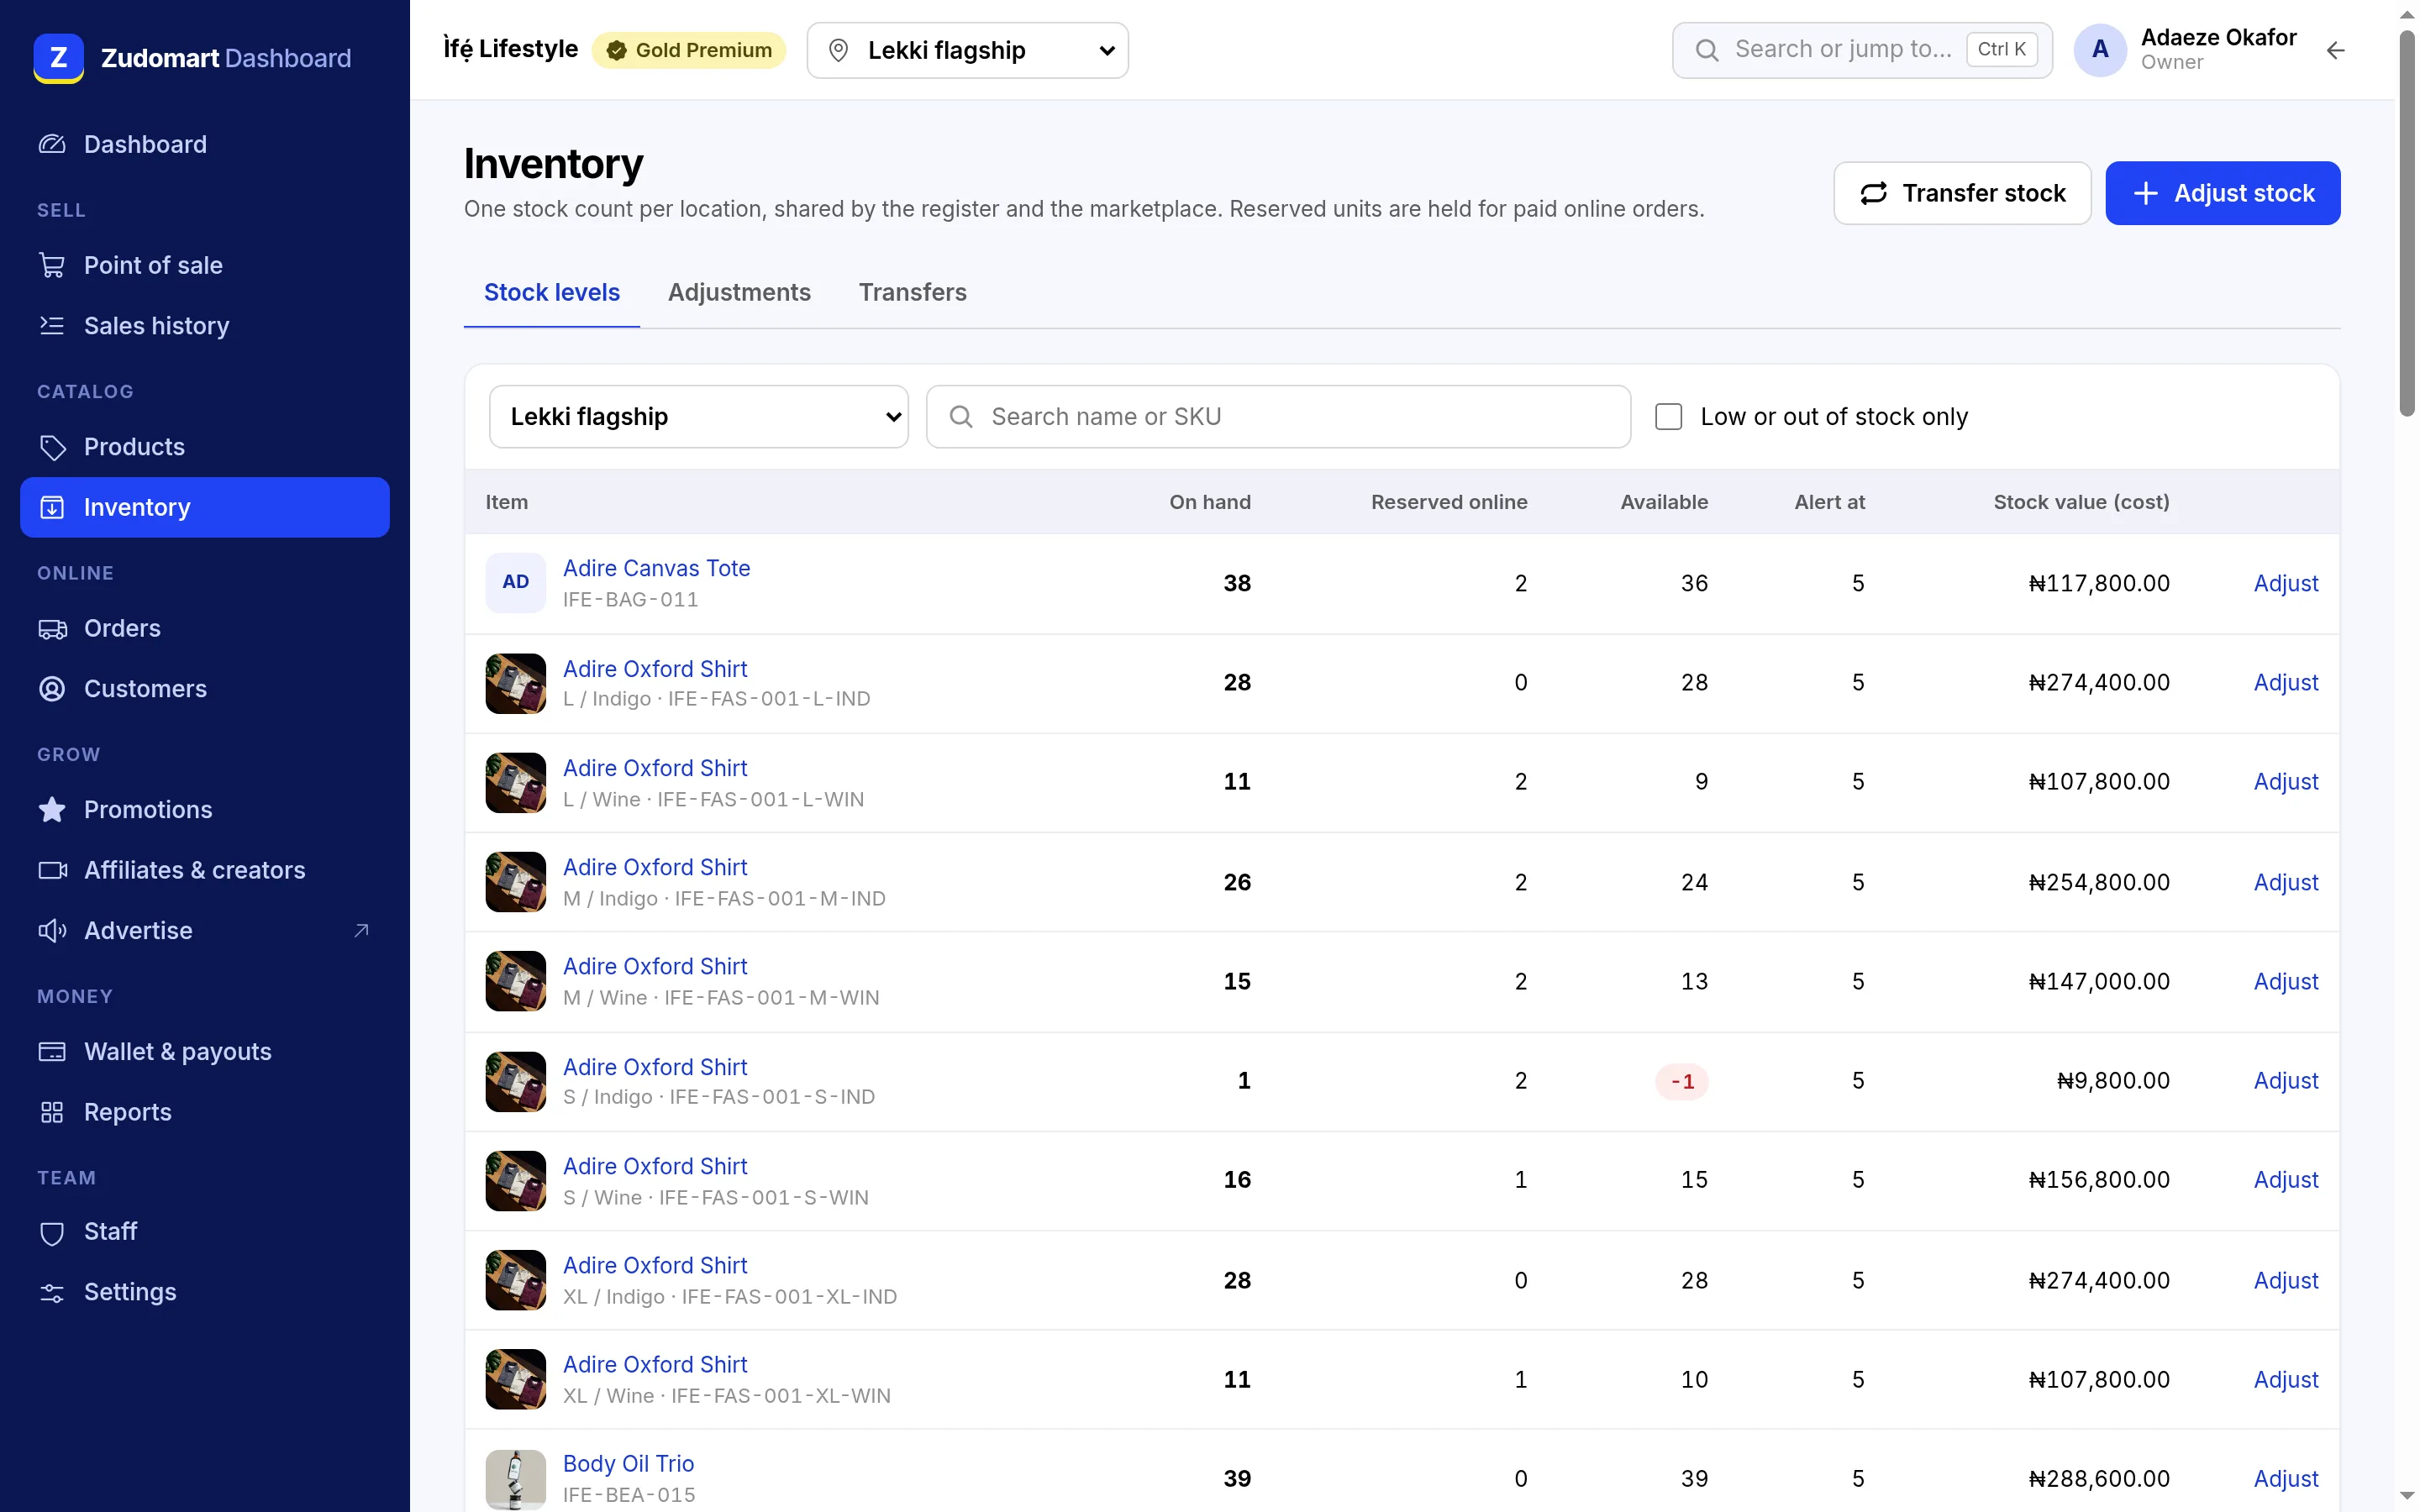 Z Zudomart Dashboard
Dashboard
SELL
Point of sale
Sales history
CATALOG
Products
Inventory
ONLINE
Orders
Customers
GROW
Promotions
Affiliates & creators
Advertise
MONEY
Wallet & payouts
Reports
TEAM
Staff
Settings
Ìfẹ́ Lifestyle Gold Premium Lekki flagship Search or jump to... Ctrl K A Adaeze Okafor
Owner
Inventory
One stock count per location, shared by the register and the marketplace. Reserved units are held for paid online orders.
Transfer stock Adjust stock
Stock levels Adjustments Transfers
Lekki flagship Search name or SKU Low or out of stock only
Item On hand Reserved online Available Alert at Stock value (cost)
AD Adire Canvas Tote 38 2 36 5 ₦117,800.00 Adjust
IFE-BAG-011
Adire Oxford Shirt 28 0 28 5 ₦274,400.00 Adjust
L / Indigo · IFE-FAS-001-L-IND
Adire Oxford Shirt 11 2 9 5 ₦107,800.00 Adjust
L / Wine · IFE-FAS-001-L-WIN
Adire Oxford Shirt 26 2 24 5 ₦254,800.00 Adjust
M / Indigo · IFE-FAS-001-M-IND
Adire Oxford Shirt 15 2 13 5 ₦147,000.00 Adjust
M / Wine · IFE-FAS-001-M-WIN
Adire Oxford Shirt 1 2 -1 5 ₦9,800.00 Adjust
S / Indigo · IFE-FAS-001-S-IND
Adire Oxford Shirt 16 1 15 5 ₦156,800.00 Adjust
S / Wine · IFE-FAS-001-S-WIN
Adire Oxford Shirt 28 0 28 5 ₦274,400.00 Adjust
XL / Indigo · IFE-FAS-001-XL-IND
Adire Oxford Shirt 11 1 10 5 ₦107,800.00 Adjust
XL / Wine · IFE-FAS-001-XL-WIN
Body Oil Trio 39 0 39 5 ₦288,600.00 Adjust
IFE-BEA-015